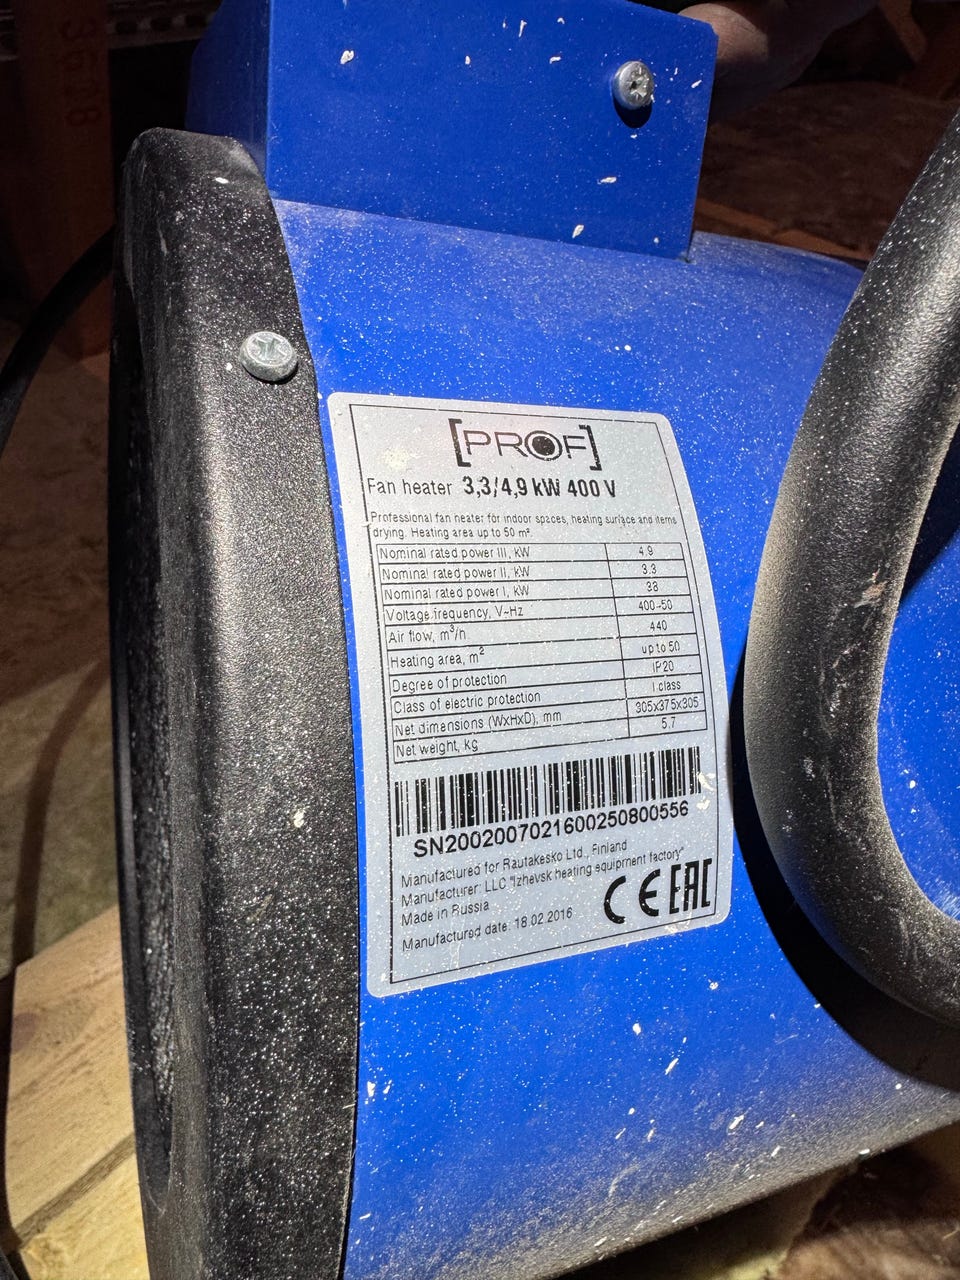 [PROF]
Fan heater 3,3/4,9 kW 400 V
Professional fan heater for indoor spaces, heating surface and items
drying. Heating area up to 50 m²
Nominal rated power III, kW 4.9
Nominal rated power II, kW 3.3
Nominal rated power I, kW 38
Voltage frequency, V~Hz 400~50
Air flow, m³/h 440
Heating area, m² up to 50
Degree of protection IP20
Class of electric protection I class
Net dimensions (WxHxD), mm 305x375x305
Net weight, kg 5.7
SN2002007021600250800556
Manufactured for Rautakesko Ltd., Finland
Manufacturer: LLC "Izhevsk heating equipment factory"
Made in Russia
Manufactured date: 18.02.2016
CE EAC